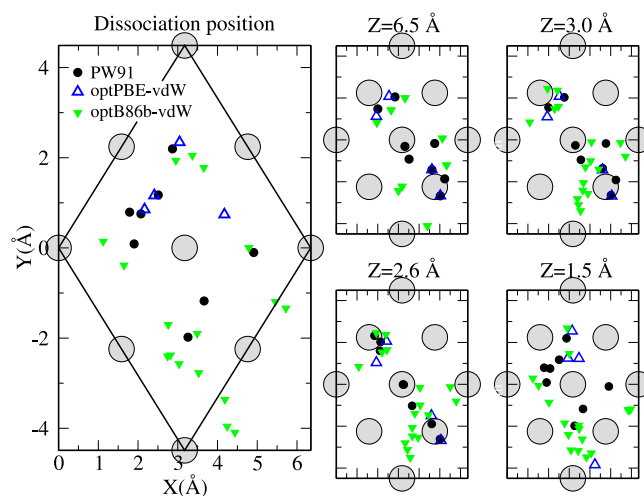 Dissociation position
Z=6.5 Å
Z=3.0 Å
PW91
optPBE-vdW
optB86b-vdW
4
2
0
-2
-4
Y(Å)
Z=2.6 Å
Z=1.5 Å
0 1 2 3 4 5 6
X(Å)